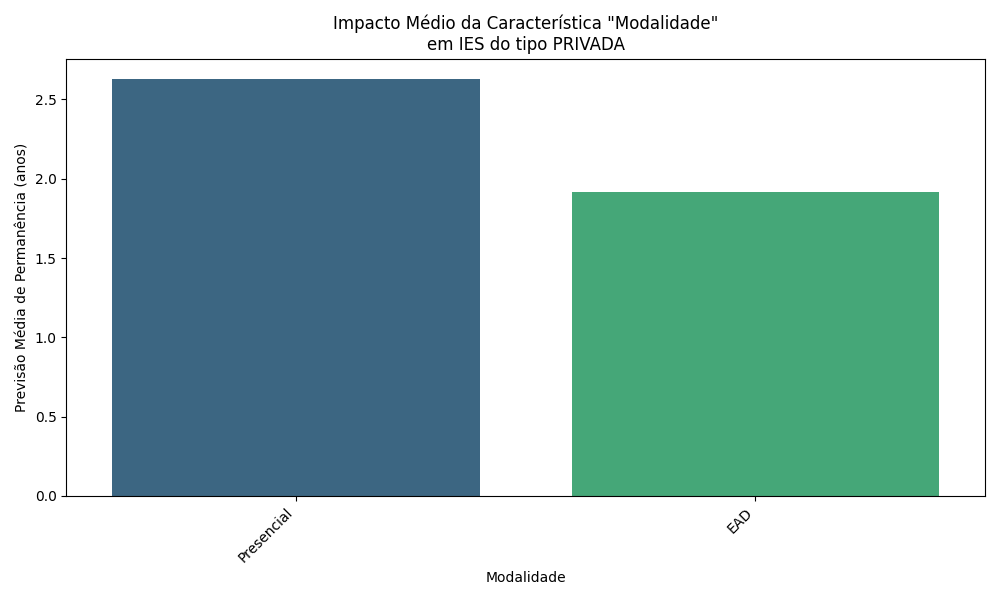 Impacto Médio da Característica "Modalidade"
em IES do tipo PRIVADA
Previsão Média de Permanência (anos)
2.5
2.0
1.5
1.0
0.5
0.0
Presencial
EAD
Modalidade